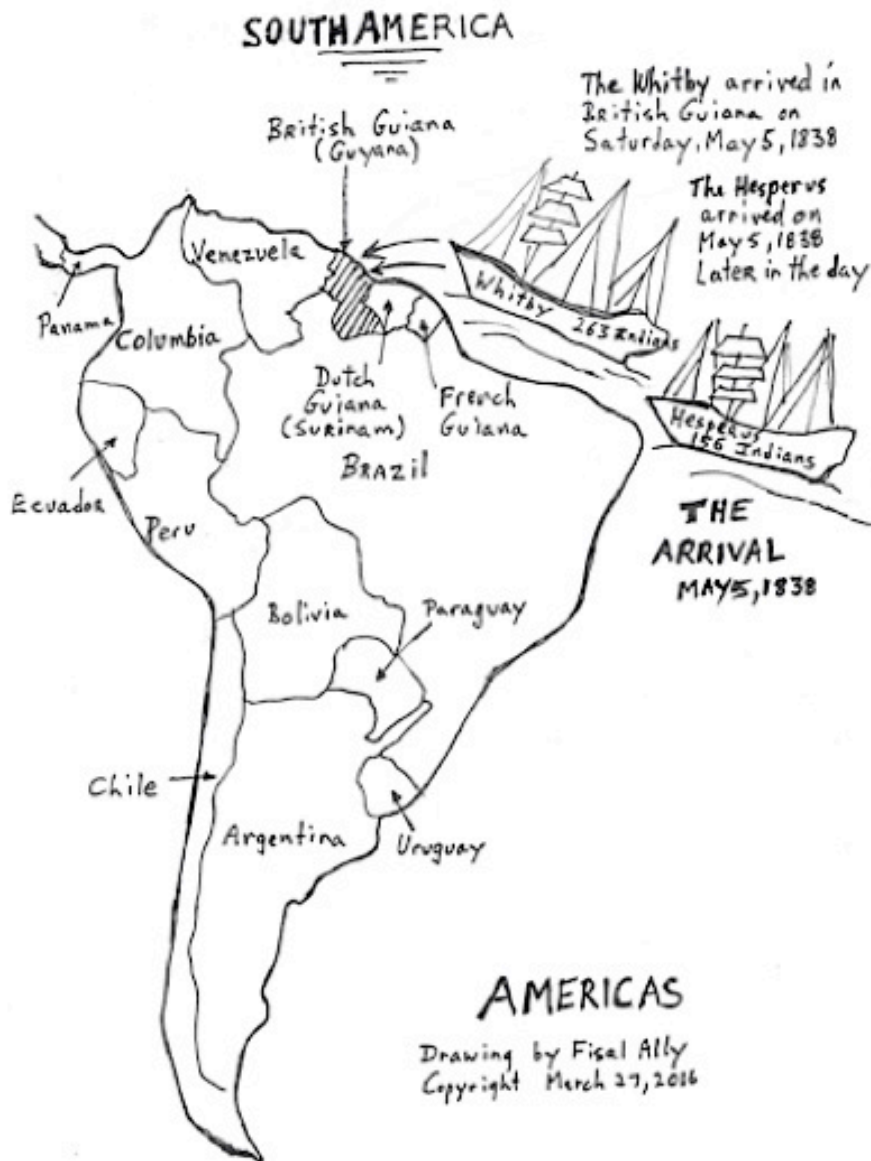 SOUTH AMERICA
The Whitby arrived in
British Guiana on
Saturday, May 5, 1838
British Guiana
(Guyana)
The Hesperus
arrived on
May 5, 1838
Later in the day
Venezuela
Whitby 263 Indians
Panama
Columbia
Dutch
Guiana
(Surinam)
French
Guiana
Hesperus
156 Indians
Brazil
Ecuador
Peru
THE
ARRIVAL
MAY 5, 1838
Bolivia
Paraguay
Chile
Argentina
Uruguay
AMERICAS
Drawing by Fisal Ally
Copyright March 27, 2016